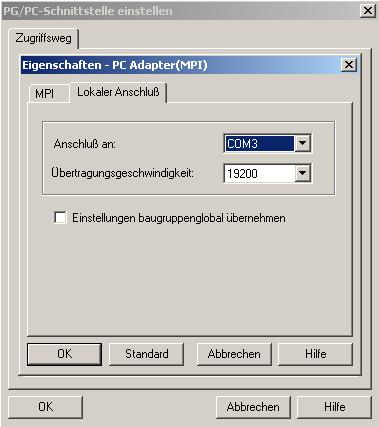 PG/PC-Schnittstelle einstellen
Zugriffsweg
Eigenschaften - PC Adapter(MPI)
MPI Lokaler Anschluß
Anschluß an: COM3
Übertragungsgeschwindigkeit: 19200
Einstellungen baugruppenglobal übernehmen
OK Standard Abbrechen Hilfe
OK Abbrechen Hilfe